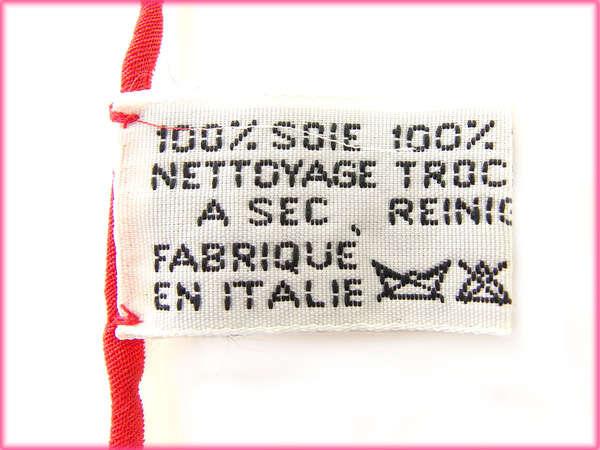 100% SOIE 100%
NETTOYAGE TROC
A SEC, REINIG
FABRIQUÉ
EN ITALIE